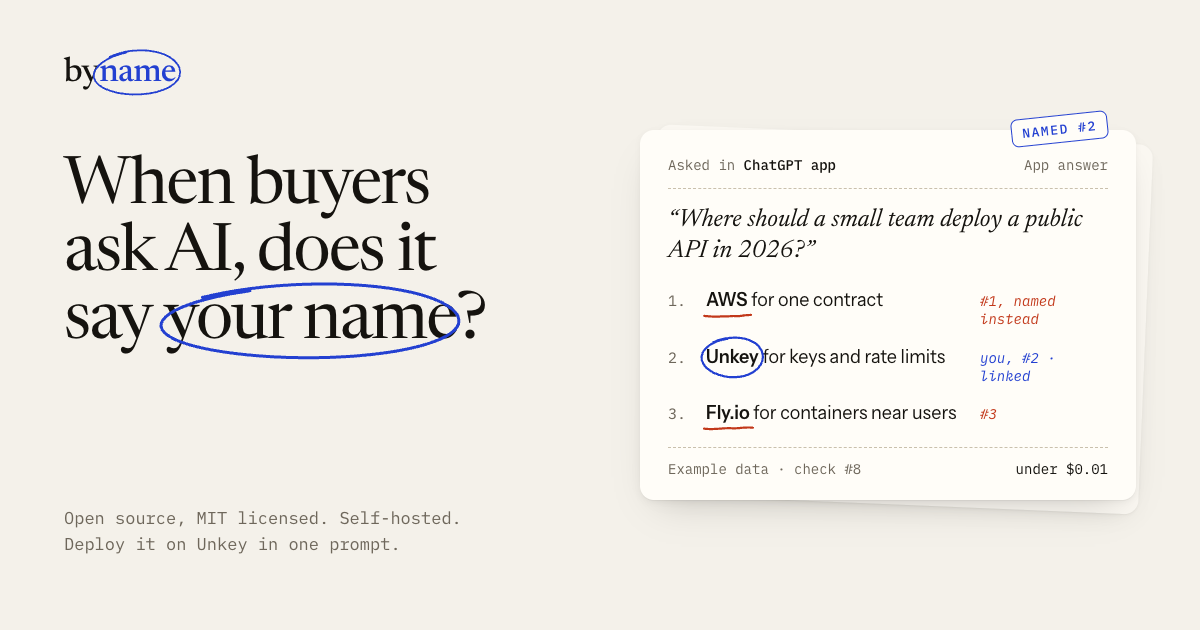 byname
When buyers
ask AI, does it
say your name?
Open source, MIT licensed. Self-hosted.
Deploy it on Unkey in one prompt.
NAMED #2
Asked in ChatGPT app
App answer
“Where should a small team deploy a public
API in 2026?”
1. AWS for one contract
#1, named
instead
2. Unkey for keys and rate limits
you, #2 ·
linked
3. Fly.io for containers near users
#3
Example data · check #8
under $0.01